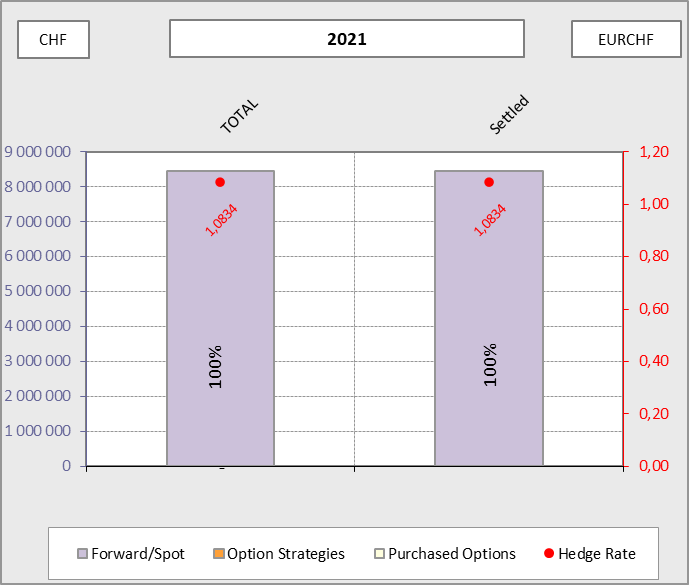 CHF
2021
EURCHF
TOTAL
Settled
9 000 000
8 000 000
7 000 000
6 000 000
5 000 000
4 000 000
3 000 000
2 000 000
1 000 000
0
1,0834
100%
1,0834
100%
1,20
1,00
0,80
0,60
0,40
0,20
0,00
Forward/Spot Option Strategies Purchased Options Hedge Rate